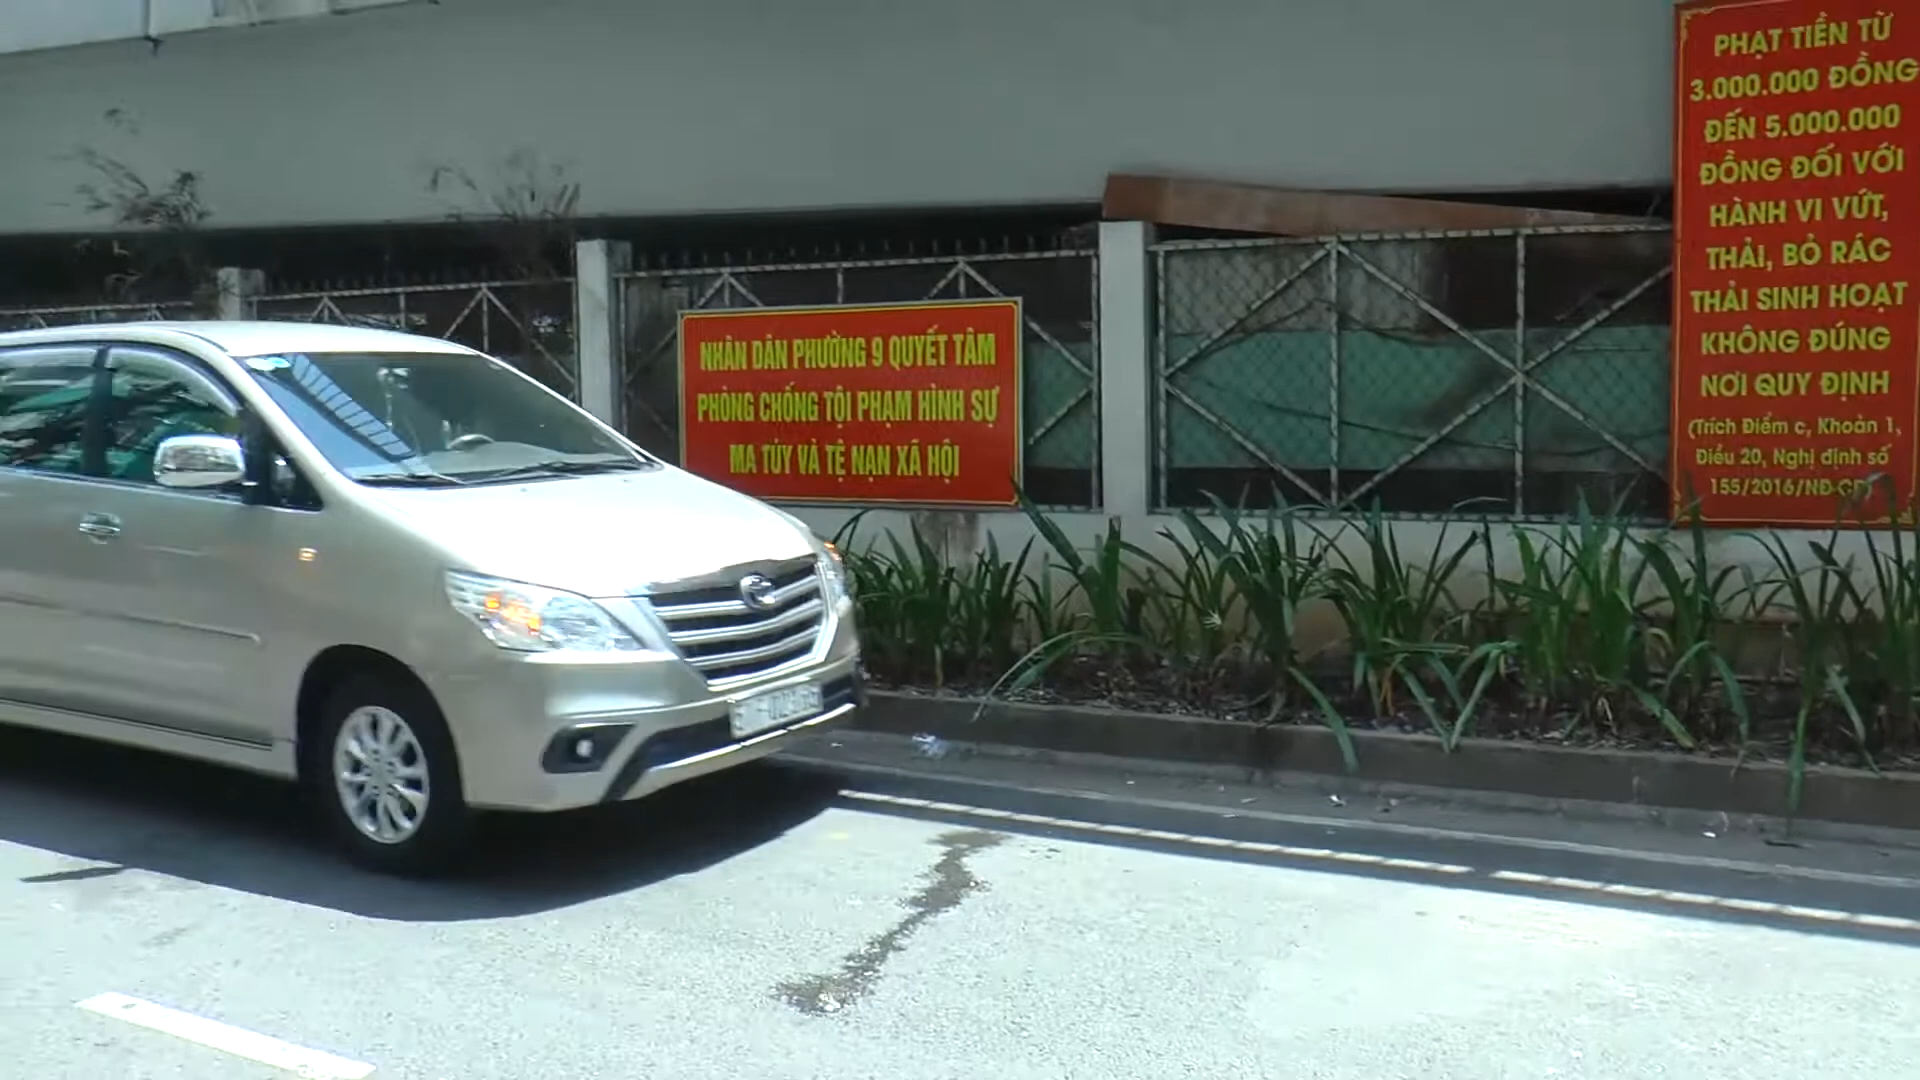 NHÂN DÂN PHƯỜNG 9 QUYẾT TÂM
PHÒNG CHỐNG TỘI PHẠM HÌNH SỰ
MA TÚY VÀ TỆ NẠN XÃ HỘI
PHẠT TIỀN TỪ
3.000.000 ĐỒNG
ĐẾN 5.000.000
ĐỒNG ĐỐI VỚI
HÀNH VI VỨT,
THẢI, BỎ RÁC
THẢI SINH HOẠT
KHÔNG ĐÚNG
NƠI QUY ĐỊNH
(Trích Điểm c, Khoản 1,
Điều 20, Nghị định số
155/2016/NĐ-CP)